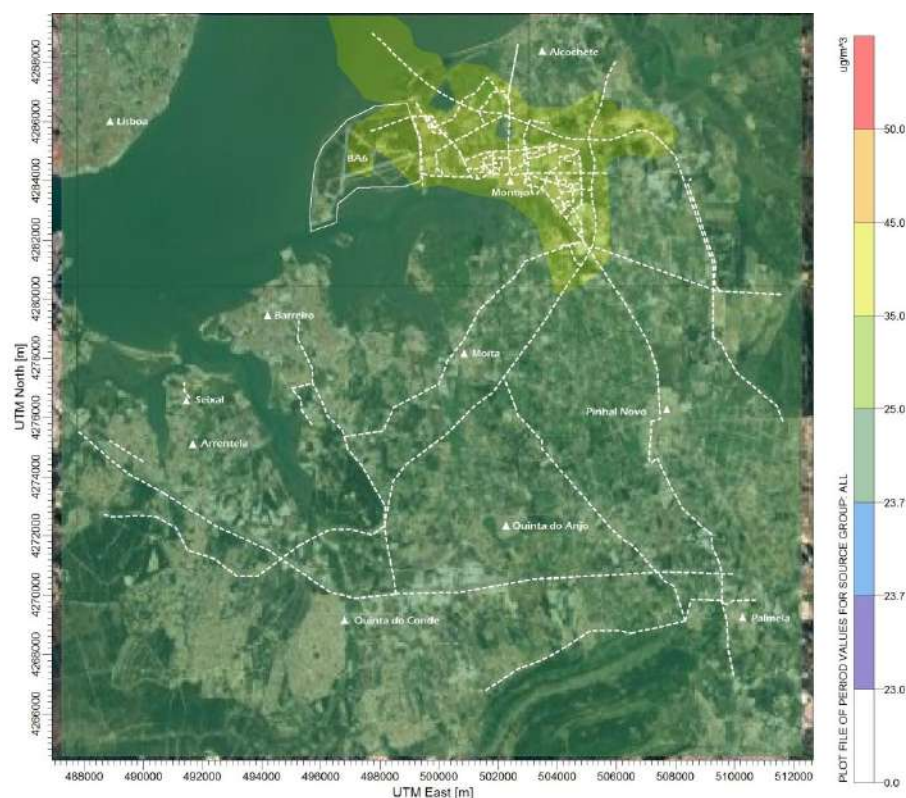 ug/m^3
Alcochete
Lisboa
BA6
Montijo
Barreiro
Moita
Seixal
Pinhal Novo
Arrentela
Quinta do Anjo
Quinta do Conde
Palmela
4288000
4286000
4284000
4282000
4280000
4278000
4276000
4274000
4272000
4270000
4268000
4266000
UTM North [m]
488000 490000 492000 494000 496000 498000 500000 502000 504000 506000 508000 510000 512000
UTM East [m]
50.0
45.0
35.0
25.0
23.7
23.7
23.0
0.0
PLOT FILE OF PERIOD VALUES FOR SOURCE GROUP: ALL